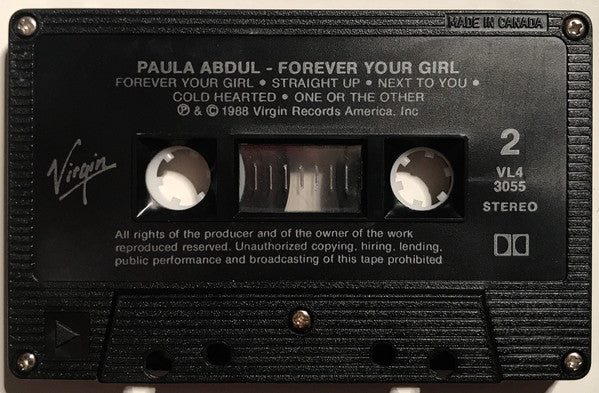 MADE IN CANADA
PAULA ABDUL - FOREVER YOUR GIRL
FOREVER YOUR GIRL • STRAIGHT UP • NEXT TO YOU •
COLD HEARTED • ONE OR THE OTHER
℗ & © 1988 Virgin Records America, Inc
Virgin
2
VL4
3055
STEREO
All rights of the producer and of the owner of the work
reproduced reserved. Unauthorized copying, hiring, lending,
public performance and broadcasting of this tape prohibited